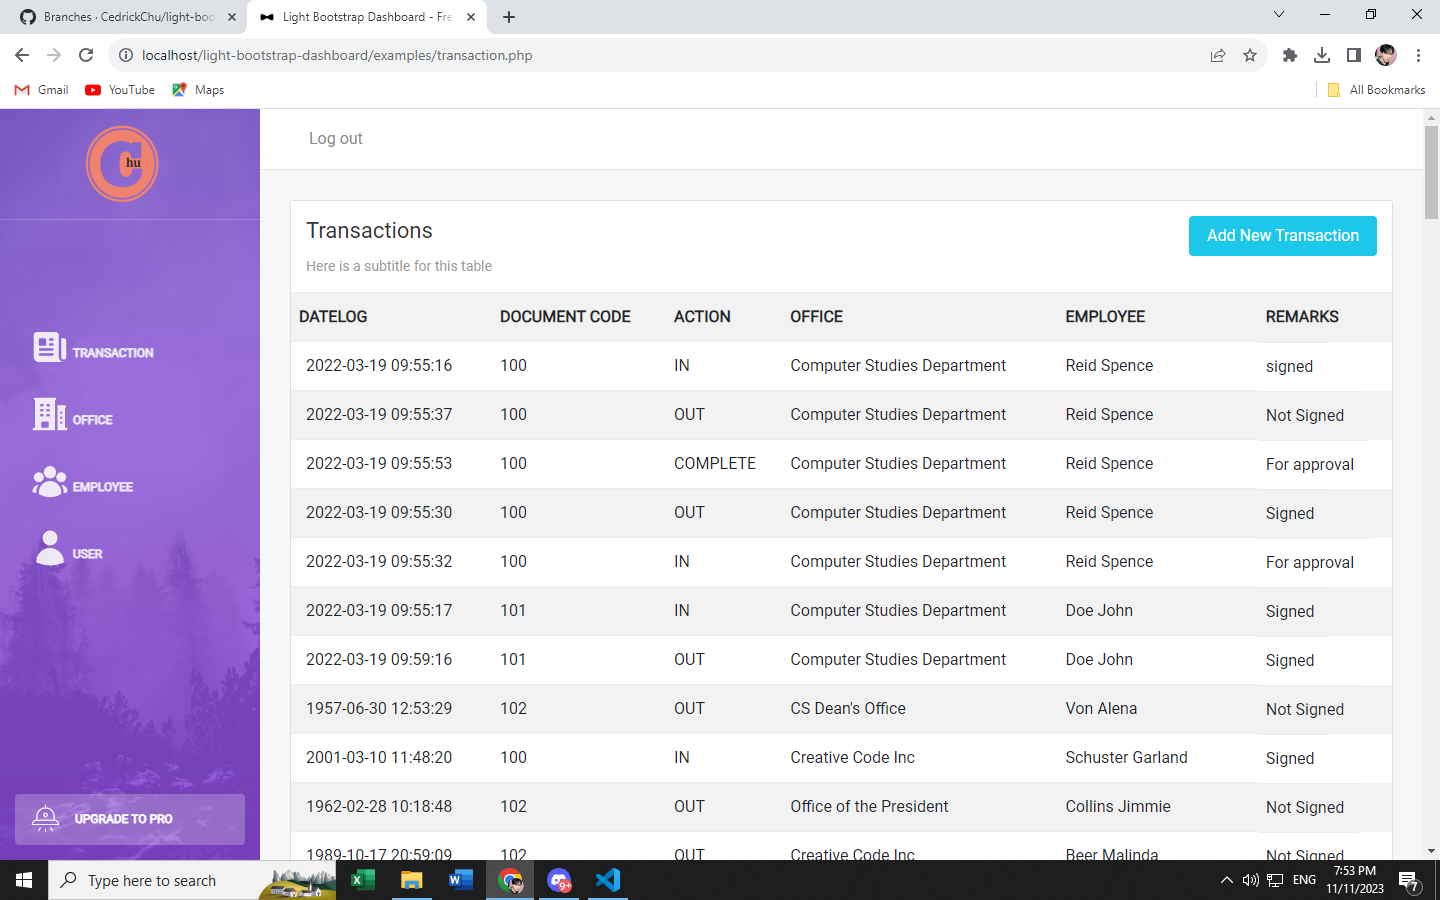 Branches · CedrickChu/light-boo
Light Bootstrap Dashboard - Fre
localhost/light-bootstrap-dashboard/examples/transaction.php
Gmail YouTube Maps All Bookmarks
C hu
Log out
Transactions
Add New Transaction
Here is a subtitle for this table
DATELOG DOCUMENT CODE ACTION OFFICE EMPLOYEE REMARKS
2022-03-19 09:55:16 100 IN Computer Studies Department Reid Spence signed
2022-03-19 09:55:37 100 OUT Computer Studies Department Reid Spence Not Signed
2022-03-19 09:55:53 100 COMPLETE Computer Studies Department Reid Spence For approval
2022-03-19 09:55:30 100 OUT Computer Studies Department Reid Spence Signed
2022-03-19 09:55:32 100 IN Computer Studies Department Reid Spence For approval
2022-03-19 09:55:17 101 IN Computer Studies Department Doe John Signed
2022-03-19 09:59:16 101 OUT Computer Studies Department Doe John Signed
1957-06-30 12:53:29 102 OUT CS Dean's Office Von Alena Not Signed
2001-03-10 11:48:20 100 IN Creative Code Inc Schuster Garland Signed
1962-02-28 10:18:48 102 OUT Office of the President Collins Jimmie Not Signed
1989-10-17 20:59:09 102 OUT Creative Code Inc Beer Malinda Not Signed
TRANSACTION
OFFICE
EMPLOYEE
USER
UPGRADE TO PRO
Type here to search
9+
ENG
7:53 PM
11/11/2023
7